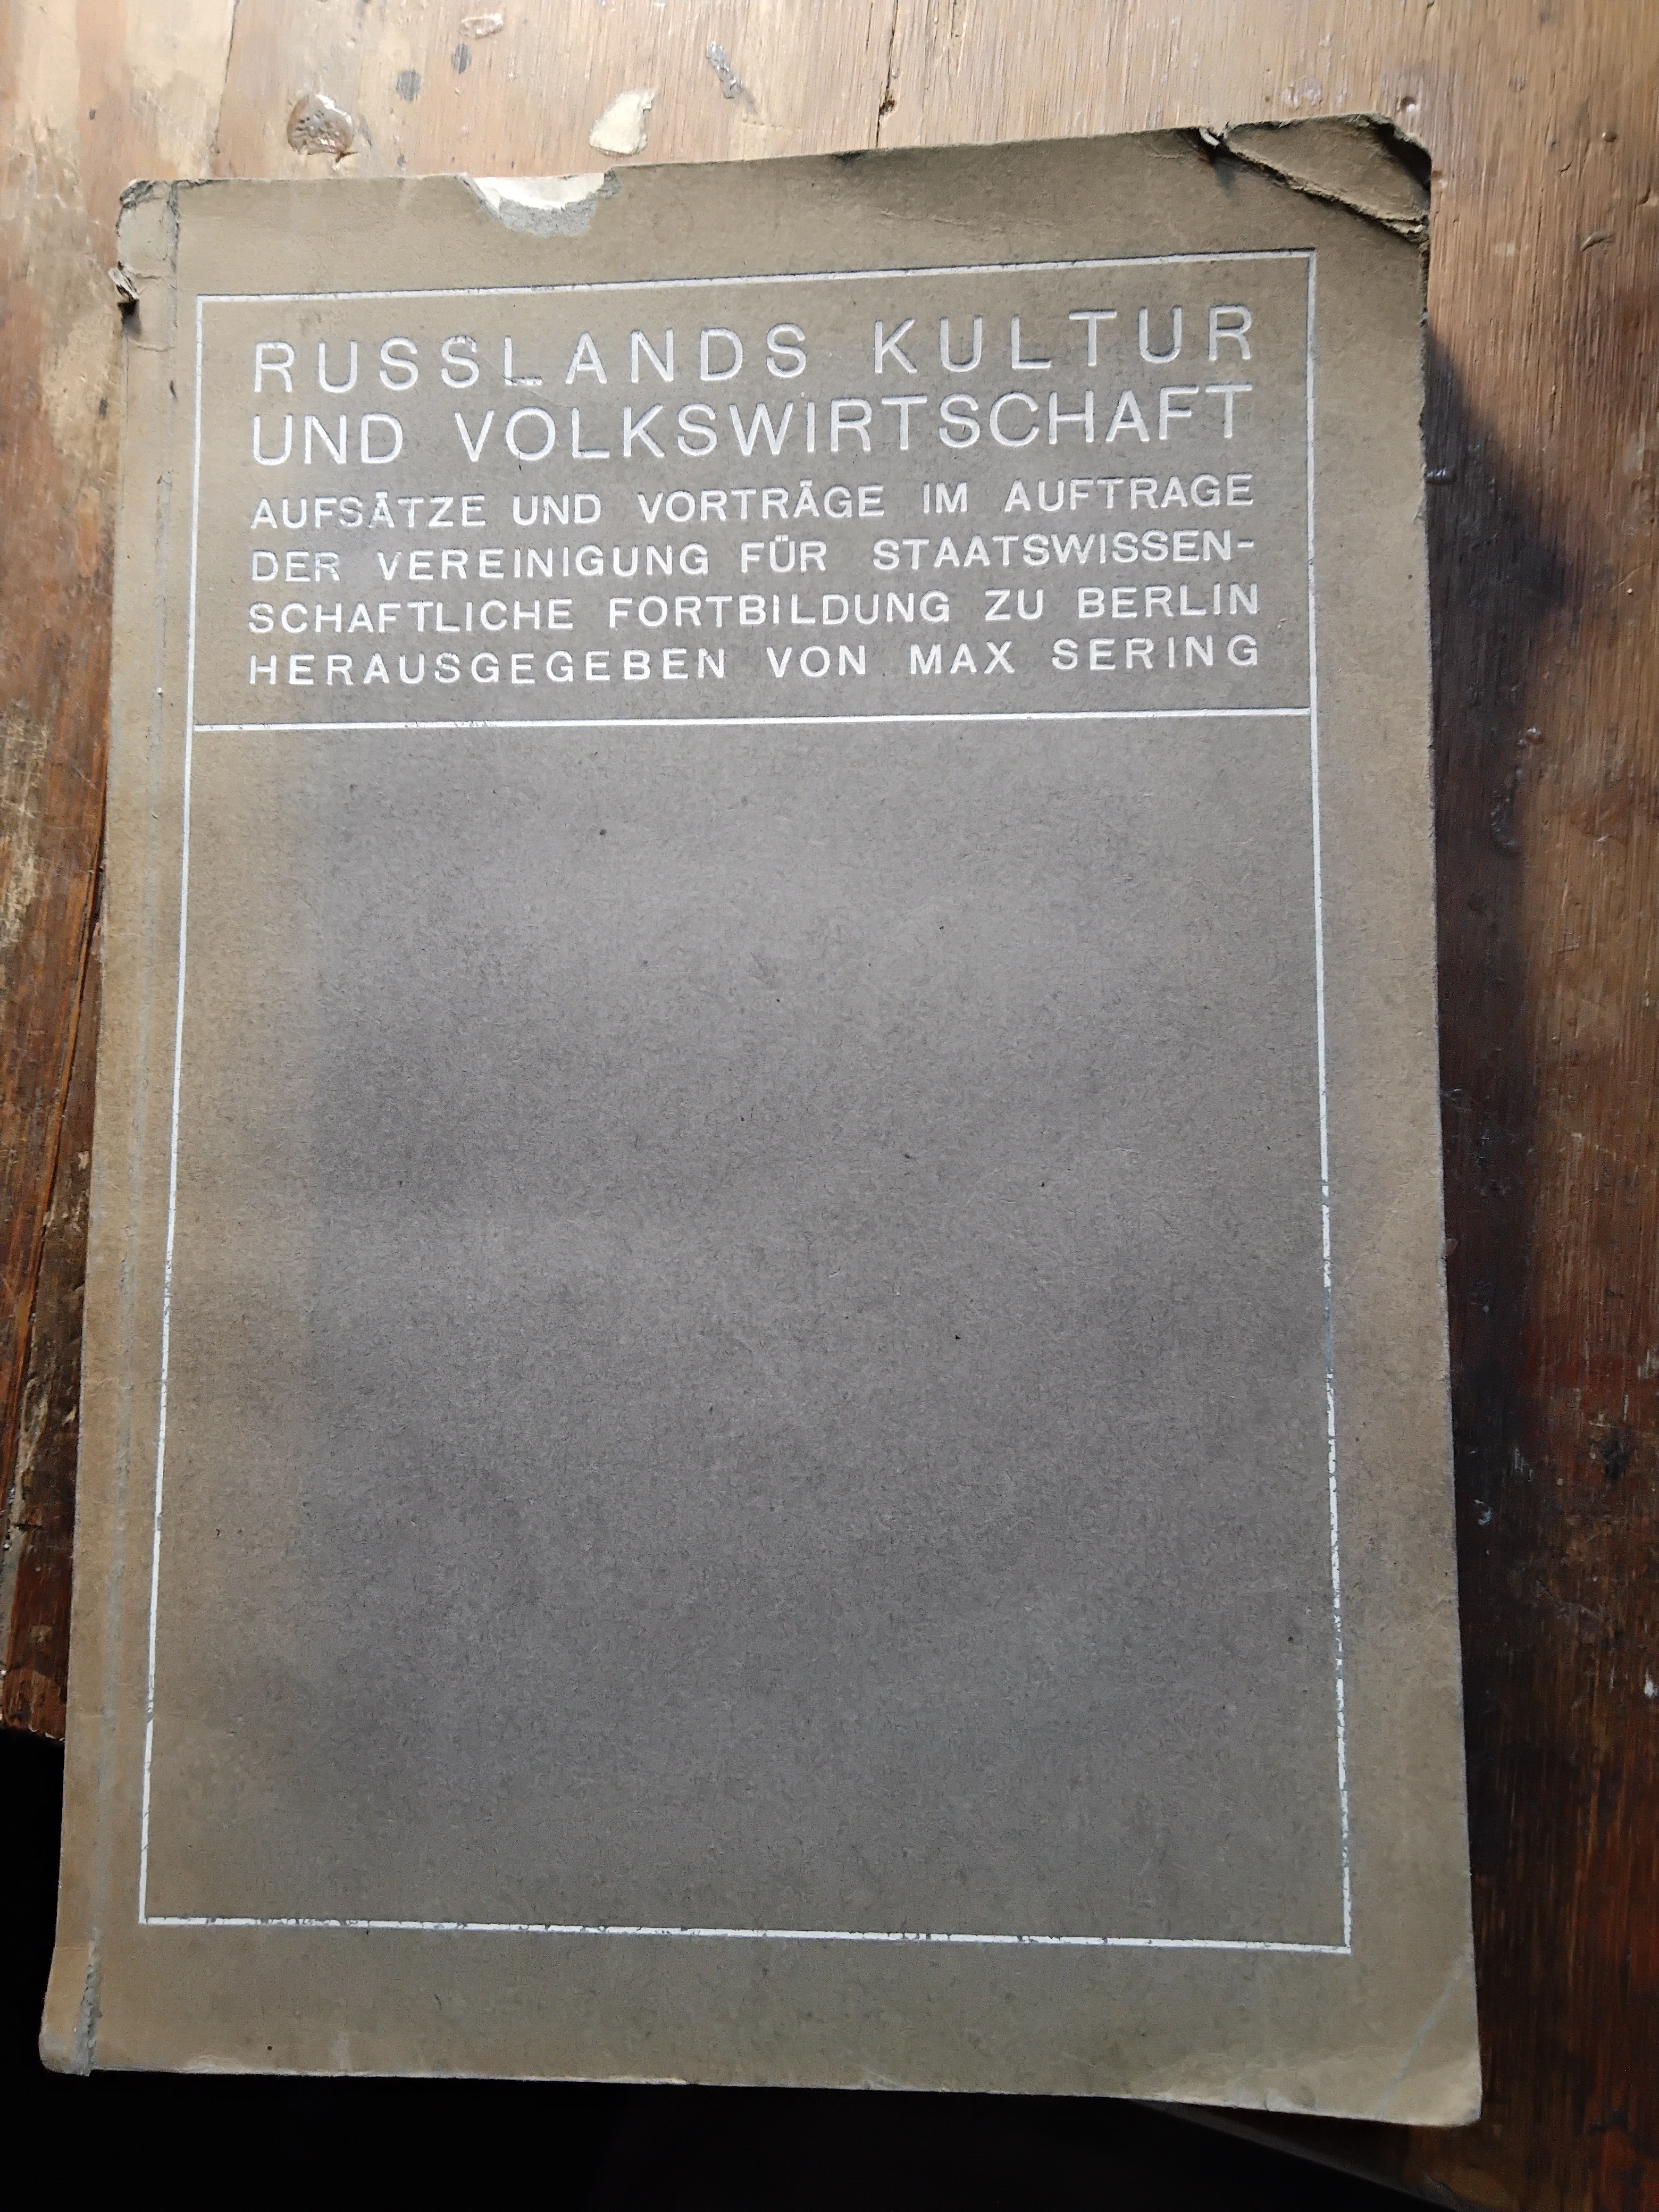 RUSSLANDS KULTUR
UND VOLKSWIRTSCHAFT
AUFSÄTZE UND VORTRÄGE IM AUFTRAGE
DER VEREINIGUNG FÜR STAATSWISSEN-
SCHAFTLICHE FORTBILDUNG ZU BERLIN
HERAUSGEGEBEN VON MAX SERING